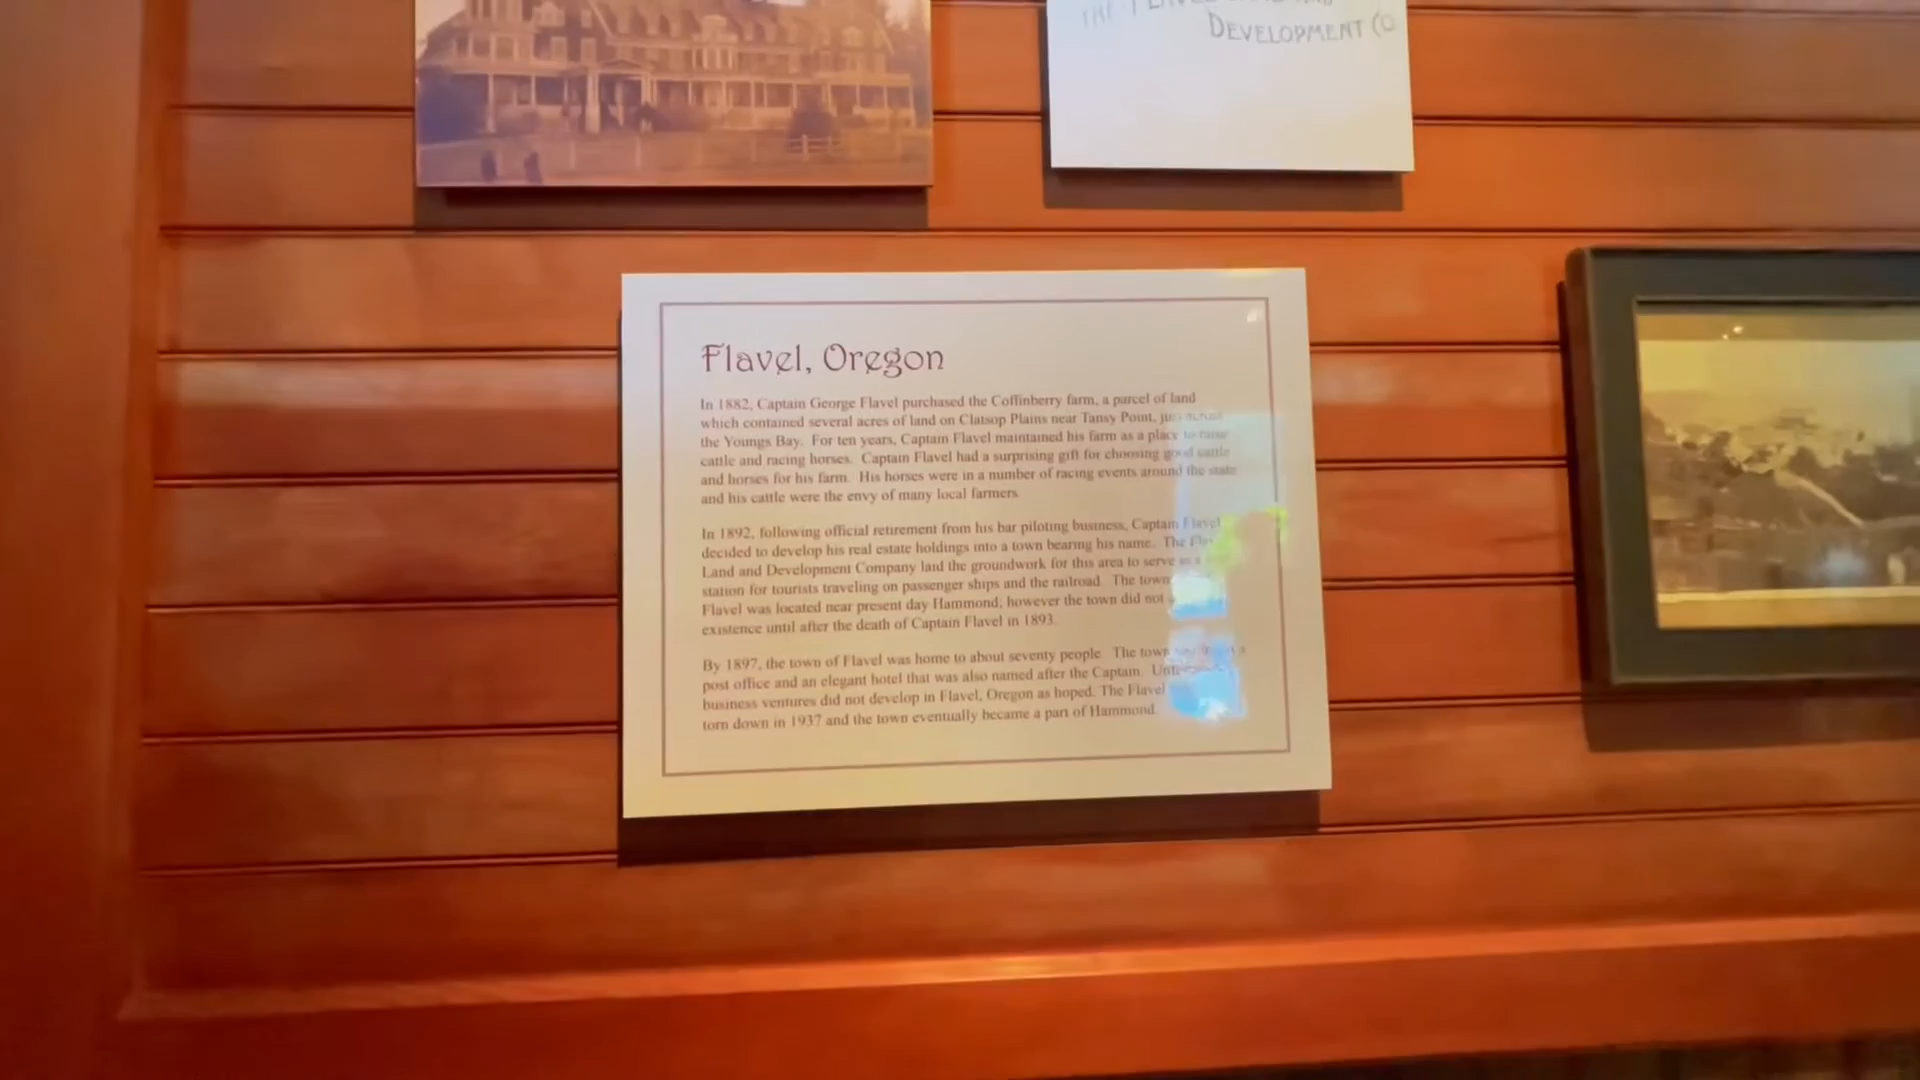 THE
DEVELOPMENT CO
Flavel, Oregon
In 1882, Captain George Flavel purchased the Coffinberry farm, a parcel of land
which contained several acres of land on Clatsop Plains near Tansy Point, just across
the Youngs Bay. For ten years, Captain Flavel maintained his farm as a place to raise
cattle and racing horses. Captain Flavel had a surprising gift for choosing good cattle
and horses for his farm. His horses were in a number of racing events around the state
and his cattle were the envy of many local farmers.
In 1892, following official retirement from his bar piloting business, Captain Flavel
decided to develop his real estate holdings into a town bearing his name. The
Land and Development Company laid the groundwork for this area to serve as a
station for tourists traveling on passenger ships and the railroad. The town
Flavel was located near present day Hammond; however the town did not
existence until after the death of Captain Flavel in 1893.
By 1897, the town of Flavel was home to about seventy people. The town
post office and an elegant hotel that was also named after the Captain.
business ventures did not develop in Flavel, Oregon as hoped. The Flavel
torn down in 1937 and the town eventually became a part of Hammond.